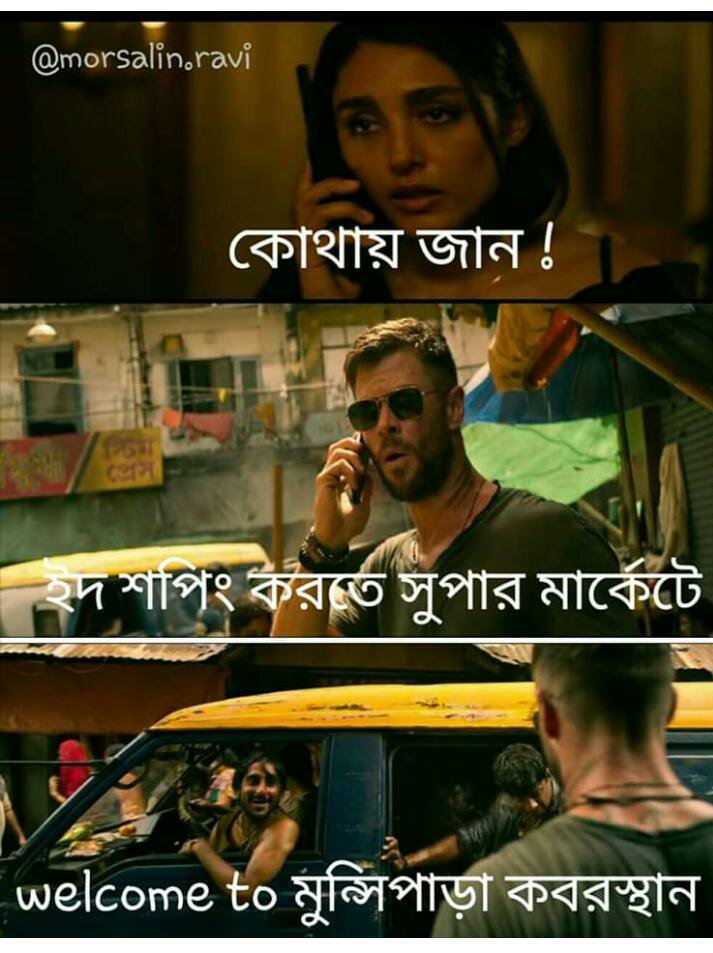 @morsalin.ravi
কোথায় জান !
স্টিল
প্রেস
ইদ শপিং করতে সুপার মার্কেটে
welcome to মুন্সিপাড়া কবরস্থান